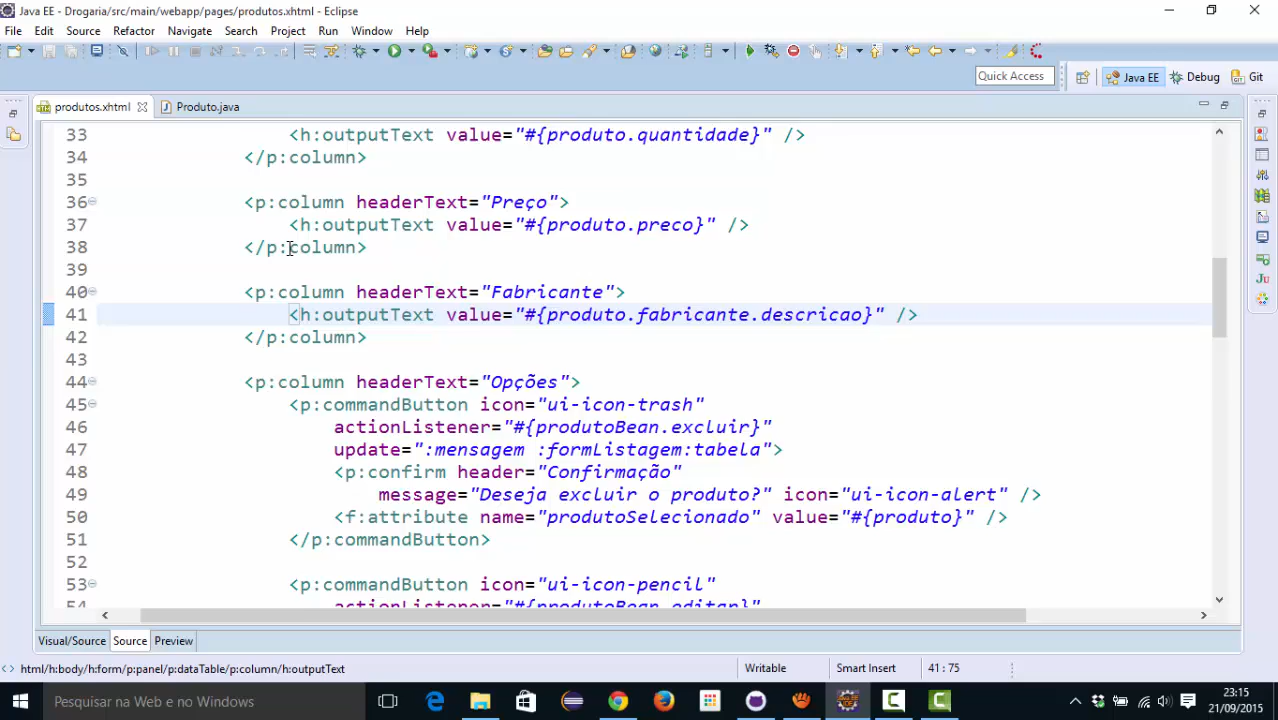 Java EE - Drogaria/src/main/webapp/pages/produtos.xhtml - Eclipse
File Edit Source Refactor Navigate Search Project Run Window Help
Quick Access
Java EE
Debug
Git
produtos.xhtml
Produto.java
33 <h:outputText value="#{produto.quantidade}" />
34 </p:column>
35
36 <p:column headerText="Preço">
37 <h:outputText value="#{produto.preco}" />
38 </p:column>
39
40 <p:column headerText="Fabricante">
41 <h:outputText value="#{produto.fabricante.descricao}" />
42 </p:column>
43
44 <p:column headerText="Opções">
45 <p:commandButton icon="ui-icon-trash"
46 actionListener="#{produtoBean.excluir}"
47 update=":mensagem :formListagem:tabela">
48 <p:confirm header="Confirmação"
49 message="Deseja excluir o produto?" icon="ui-icon-alert" />
50 <f:attribute name="produtoSelecionado" value="#{produto}" />
51 </p:commandButton>
52
53 <p:commandButton icon="ui-icon-pencil"
54 actionListener="#{produtoBean.editar}"
Visual/Source Source Preview
html/h:body/h:form/p:panel/p:dataTable/p:column/h:outputText
Writable
Smart Insert
41 : 75
Pesquisar na Web e no Windows
23:15
21/09/2015